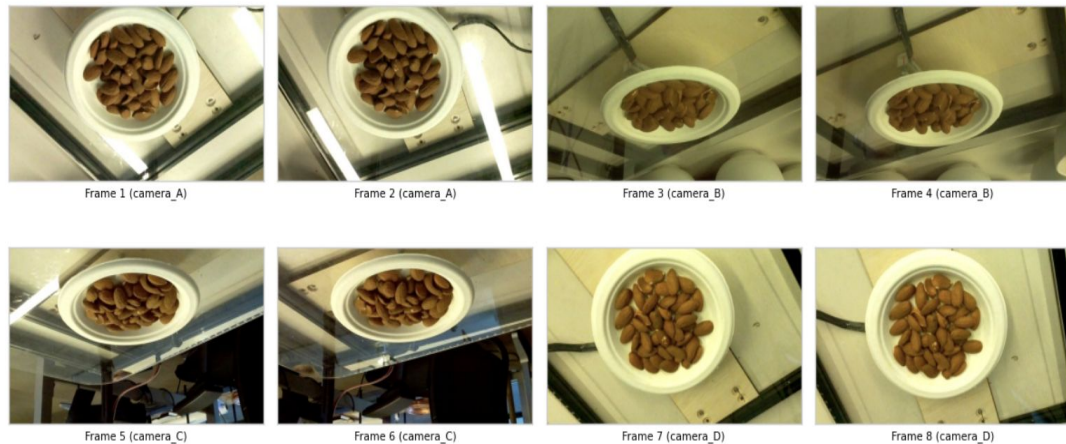 Frame 1 (camera_A)
Frame 2 (camera_A)
Frame 3 (camera_B)
Frame 4 (camera_B)
Frame 5 (camera_C)
Frame 6 (camera_C)
Frame 7 (camera_D)
Frame 8 (camera_D)